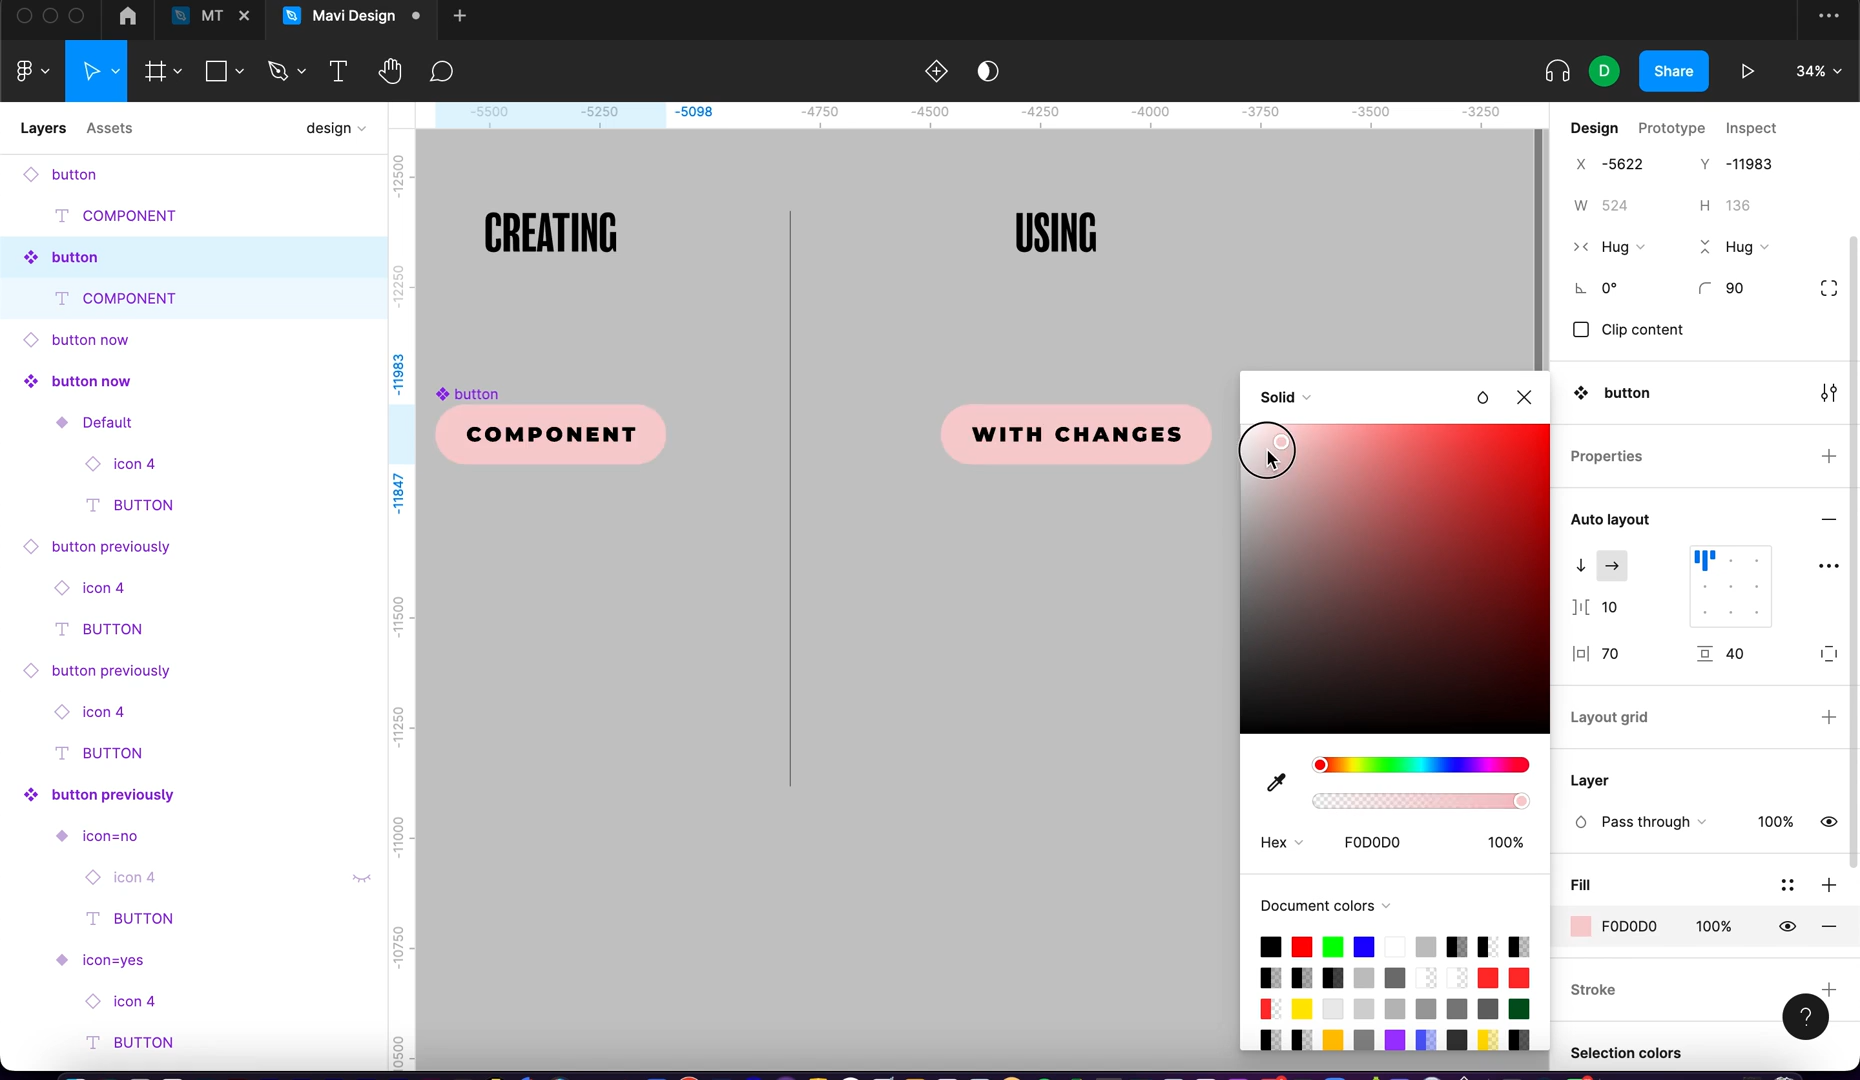 MT
Mavi Design
D
Share
34%
Layers
Assets
design
-5500
-5250
-5098
-4750
-4500
-4250
-4000
-3750
-3500
-3250
Design
Prototype
Inspect
button
COMPONENT
button
COMPONENT
button now
button now
Default
icon 4
BUTTON
button previously
icon 4
BUTTON
button previously
icon 4
BUTTON
button previously
icon=no
icon 4
BUTTON
icon=yes
icon 4
BUTTON
-12500
-12250
-11983
-11847
-11500
-11250
-11000
-10750
CREATING
USING
button
COMPONENT
WITH CHANGES
Solid
Hex
F0D0D0
100%
Document colors
X -5622
Y -11983
W 524
H 136
Hug
Hug
0°
90
Clip content
button
Properties
Auto layout
10
70
40
Layout grid
Layer
Pass through
100%
Fill
F0D0D0
100%
Stroke
?
Selection colors